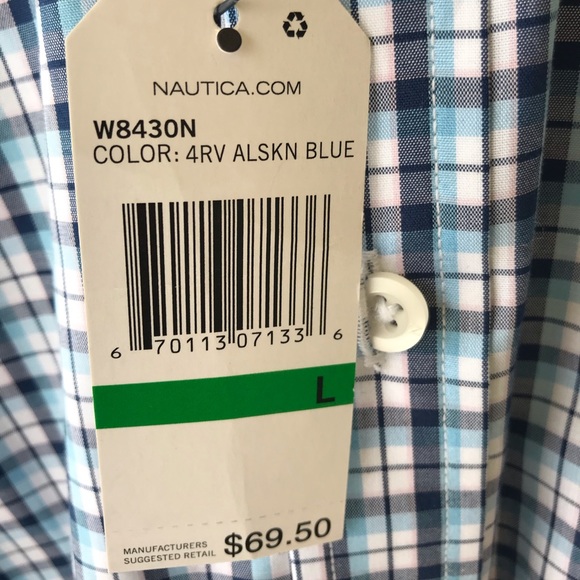 NAUTICA.COM
W8430N
COLOR: 4RV ALSKN BLUE
6 70113 07133 6
L
MANUFACTURERS
SUGGESTED RETAIL $69.50